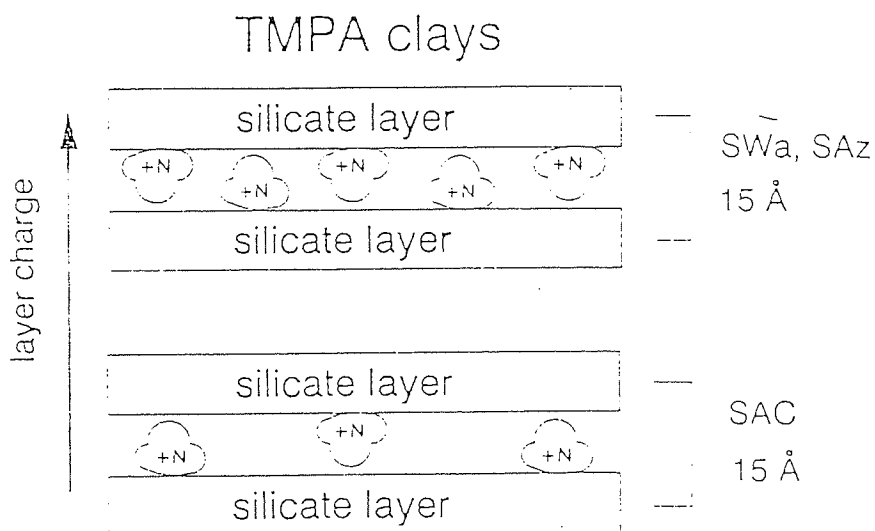 TMPA clays
layer charge
silicate layer
+N +N +N +N +N
silicate layer
SWa, SAz
15 Å
silicate layer
+N +N +N
silicate layer
SAC
15 Å